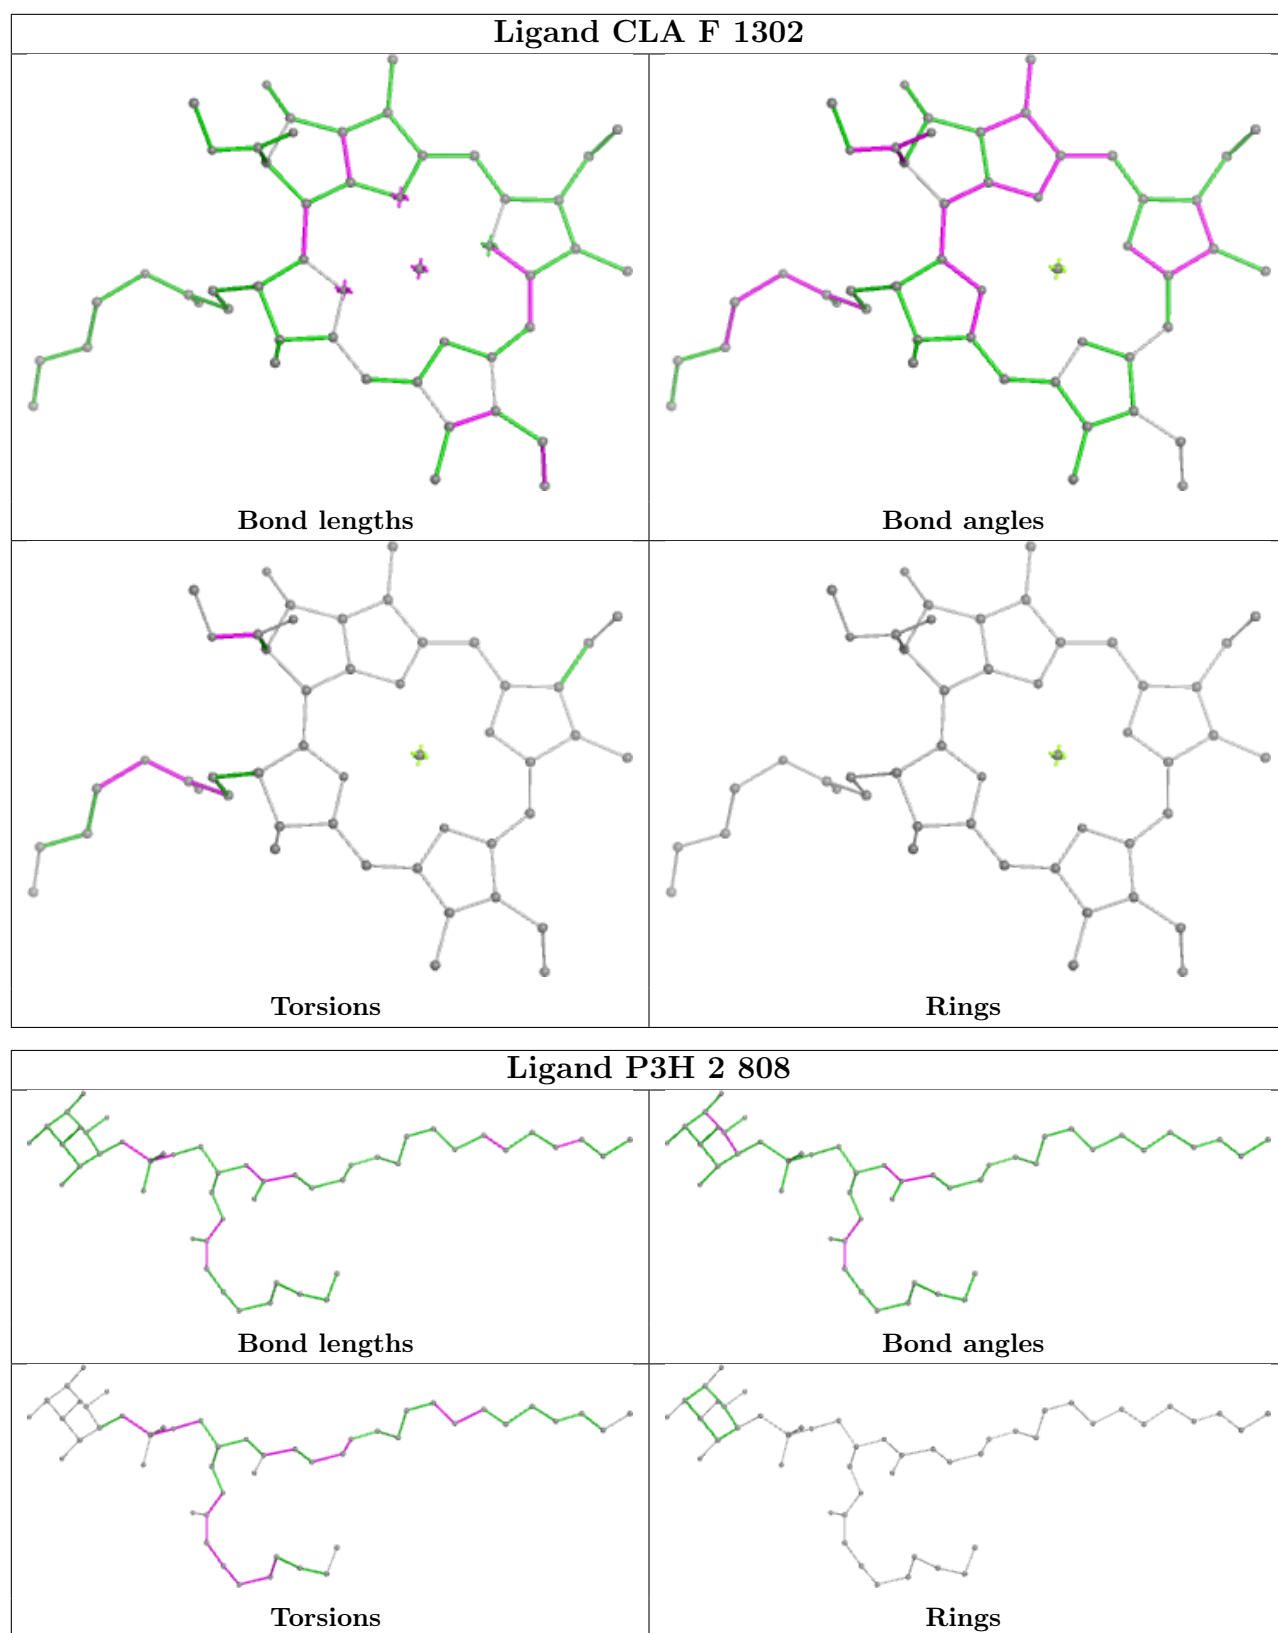 Ligand CLA F 1302
Bond lengths
Bond angles
Torsions
Rings
Ligand P3H 2 808
Bond lengths
Bond angles
Torsions
Rings